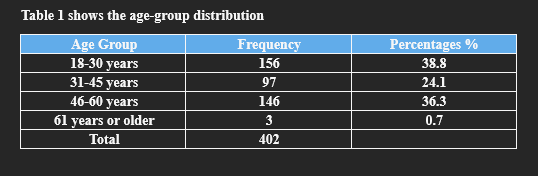 Table 1 shows the age-group distribution
Age Group Frequency Percentages %
18-30 years 156 38.8
31-45 years 97 24.1
46-60 years 146 36.3
61 years or older 3 0.7
Total 402